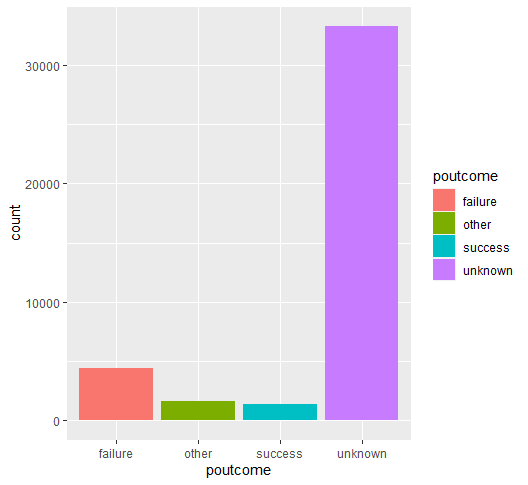 30000
20000
10000
0
count
failure
other
success
unknown
poutcome
poutcome
failure
other
success
unknown